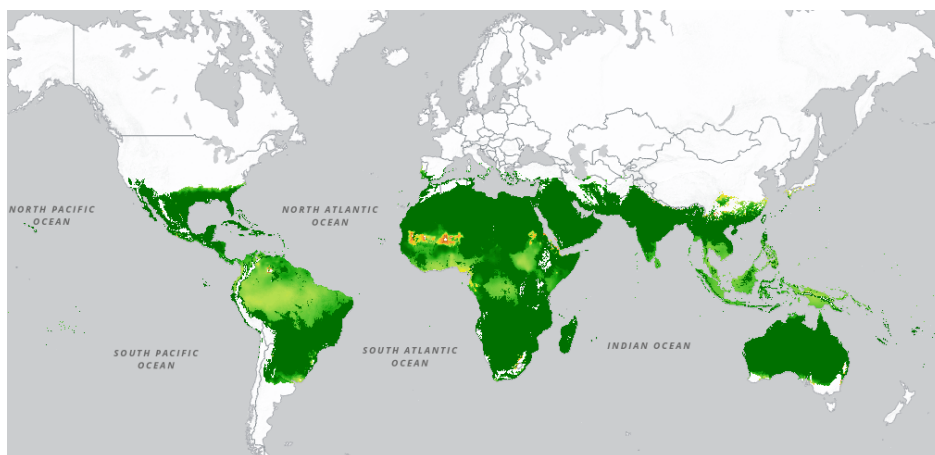 NORTH PACIFIC
OCEAN
NORTH ATLANTIC
OCEAN
SOUTH PACIFIC
OCEAN
SOUTH ATLANTIC
OCEAN
INDIAN OCEAN